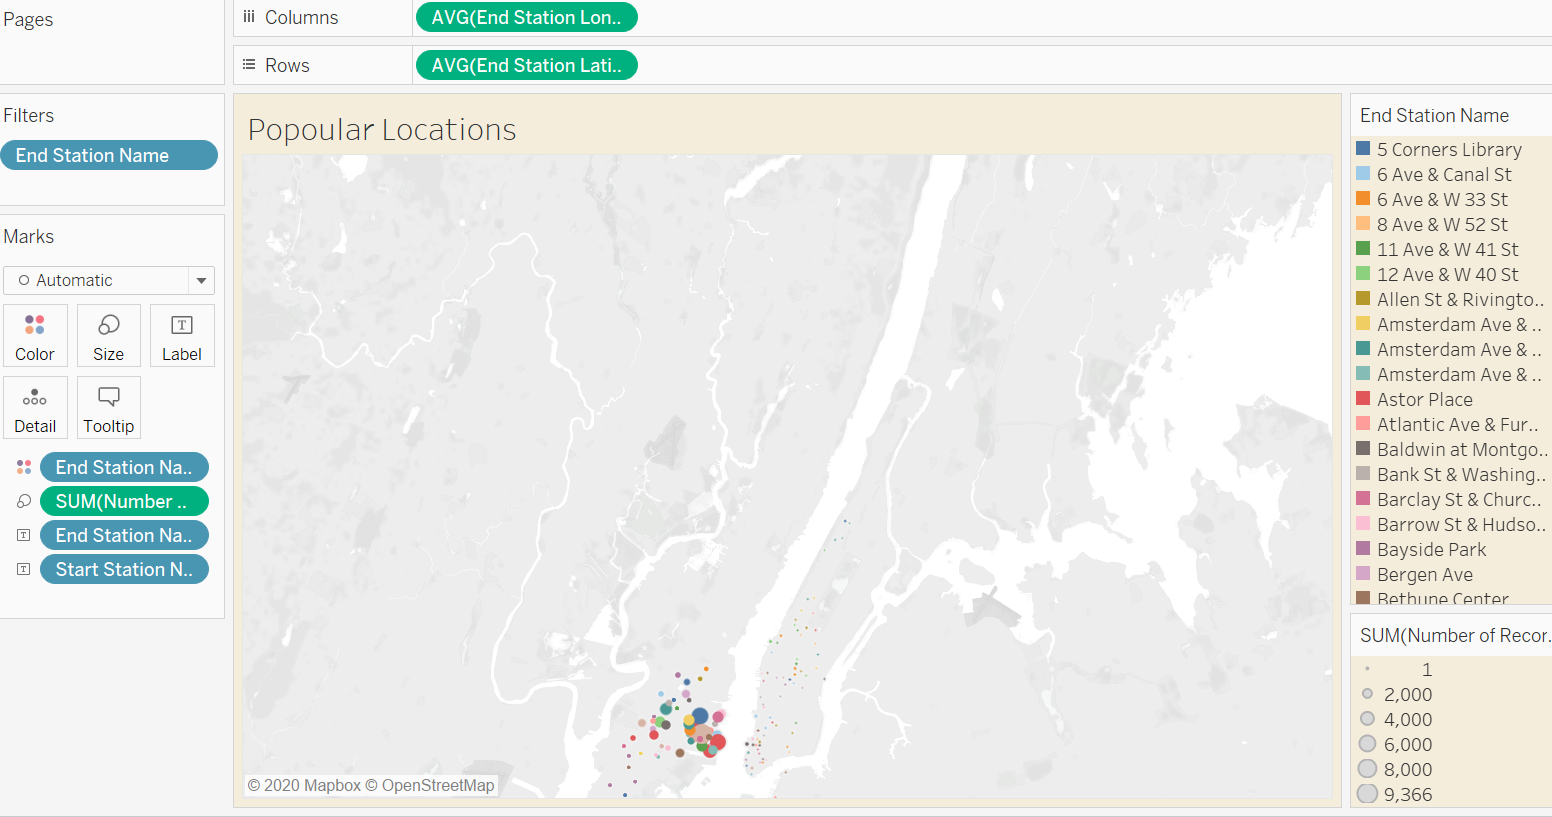 Pages
Columns
AVG(End Station Lon..
Rows
AVG(End Station Lati..
Filters
End Station Name
Marks
Automatic
Color
Size
Label
Detail
Tooltip
End Station Na..
SUM(Number ..
End Station Na..
Start Station N..
Popoular Locations
© 2020 Mapbox © OpenStreetMap
End Station Name
5 Corners Library
6 Ave & Canal St
6 Ave & W 33 St
8 Ave & W 52 St
11 Ave & W 41 St
12 Ave & W 40 St
Allen St & Rivingto..
Amsterdam Ave & ..
Amsterdam Ave & ..
Amsterdam Ave & ..
Astor Place
Atlantic Ave & Fur..
Baldwin at Montgo..
Bank St & Washing..
Barclay St & Churc..
Barrow St & Hudso..
Bayside Park
Bergen Ave
Bethune Center
SUM(Number of Recor.
1
2,000
4,000
6,000
8,000
9,366